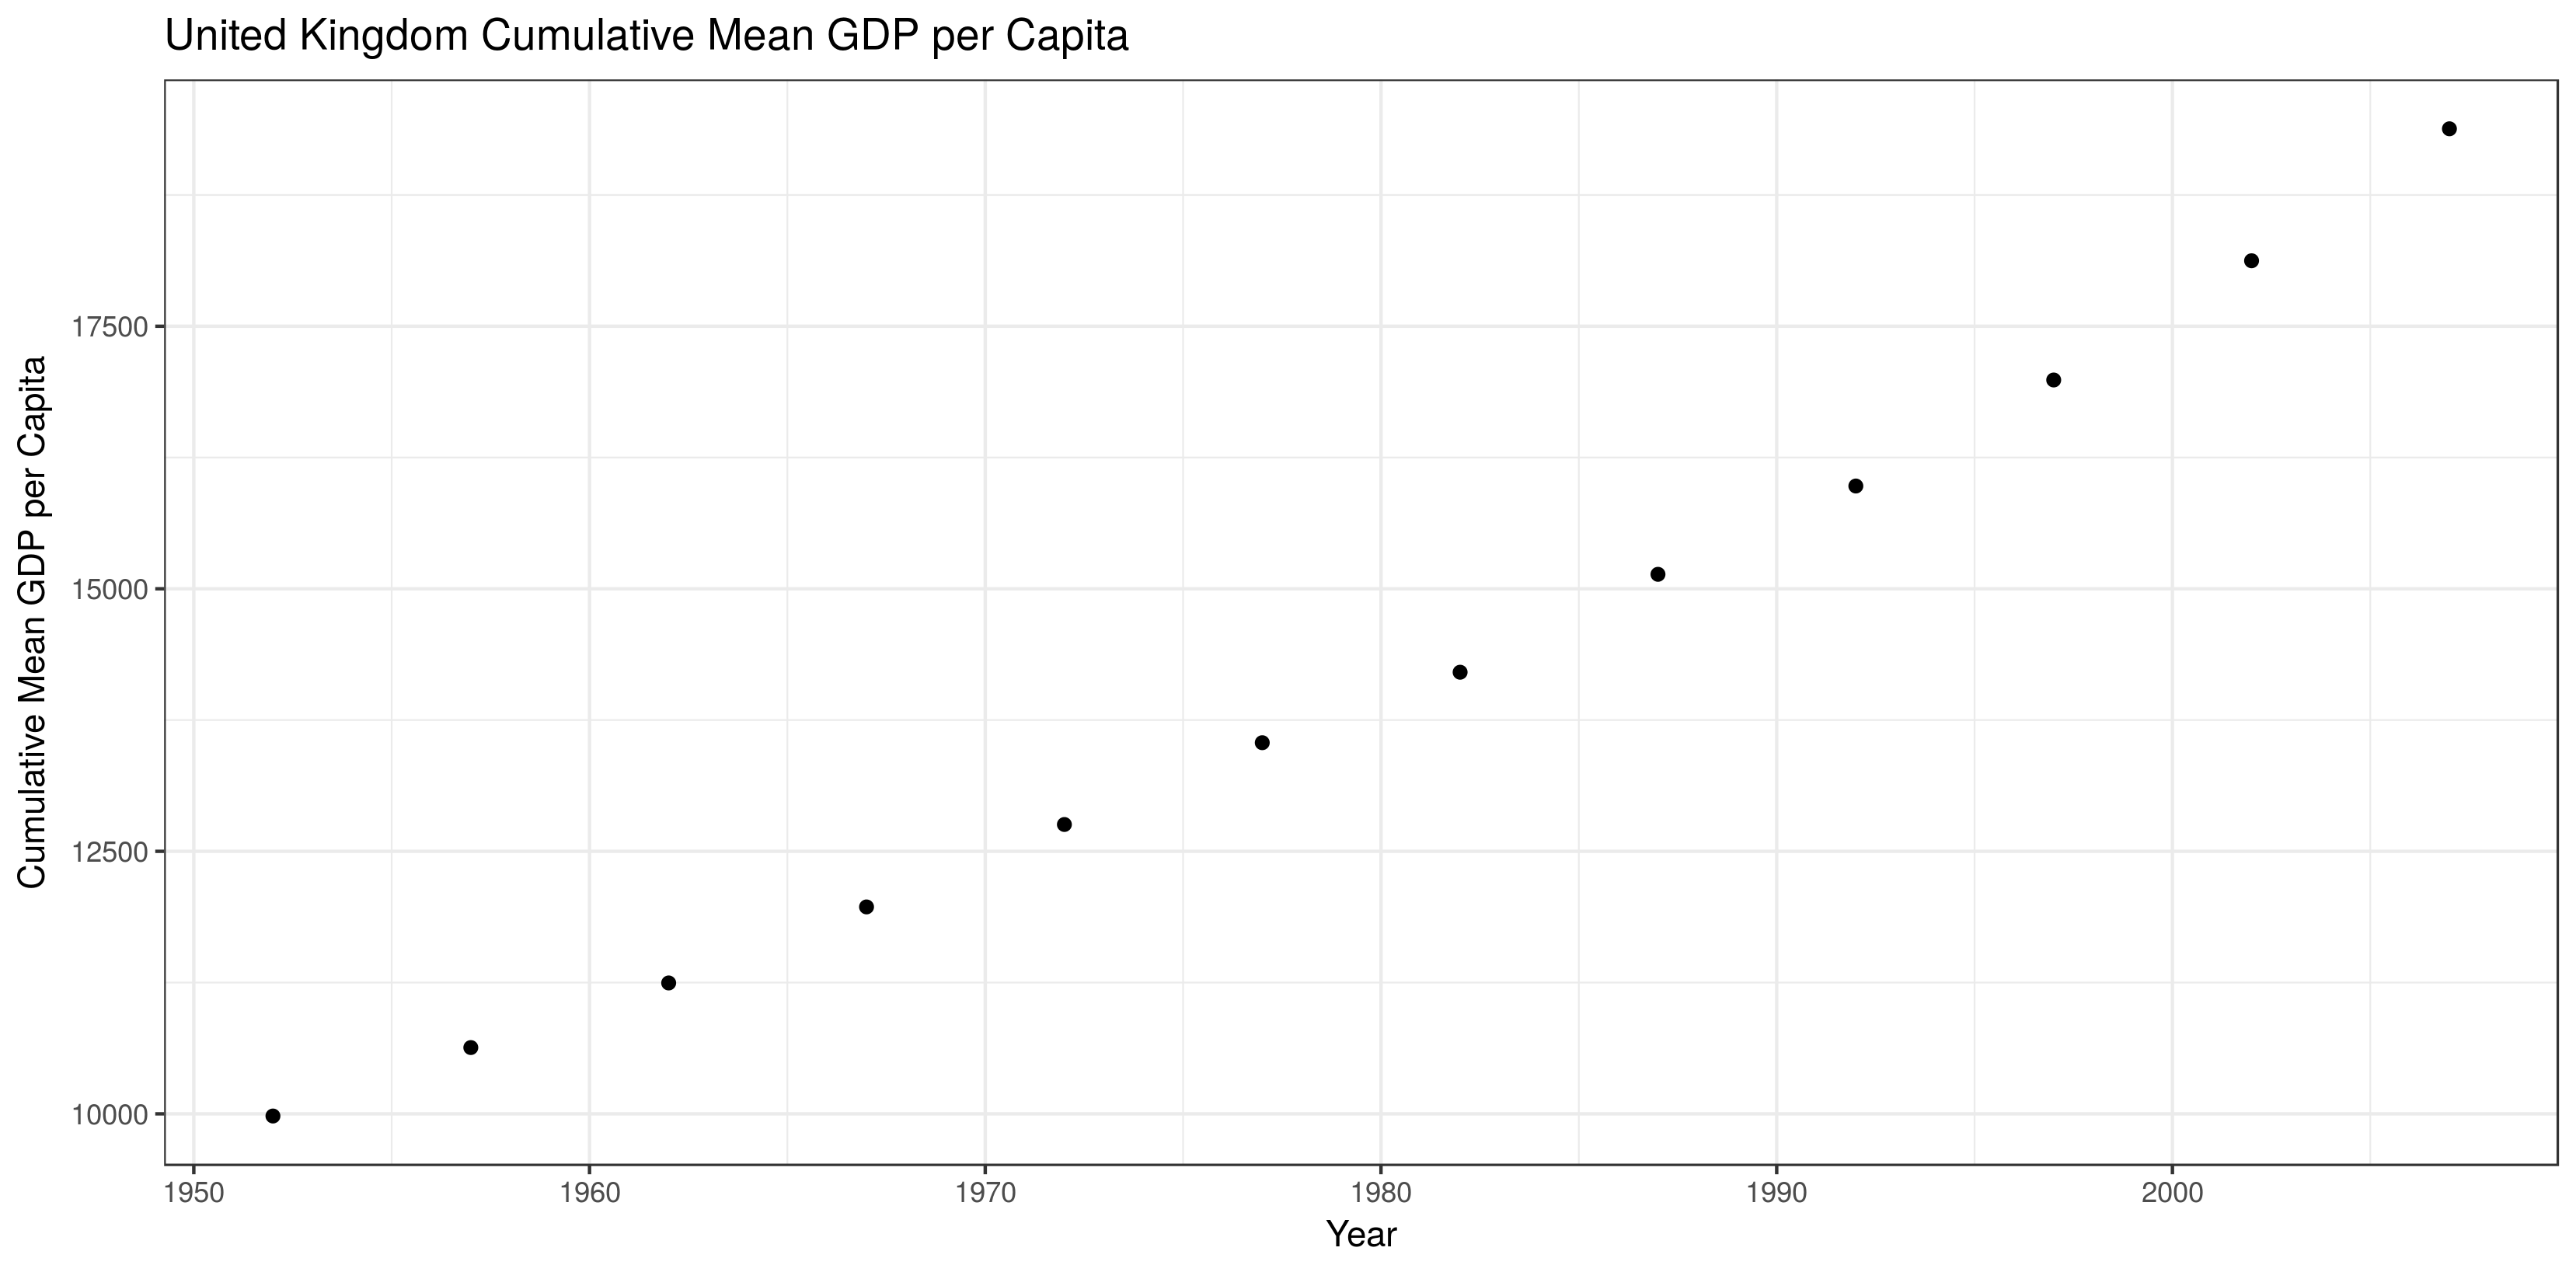 United Kingdom Cumulative Mean GDP per Capita
Cumulative Mean GDP per Capita
17500
15000
12500
10000
1950 1960 1970 1980 1990 2000
Year